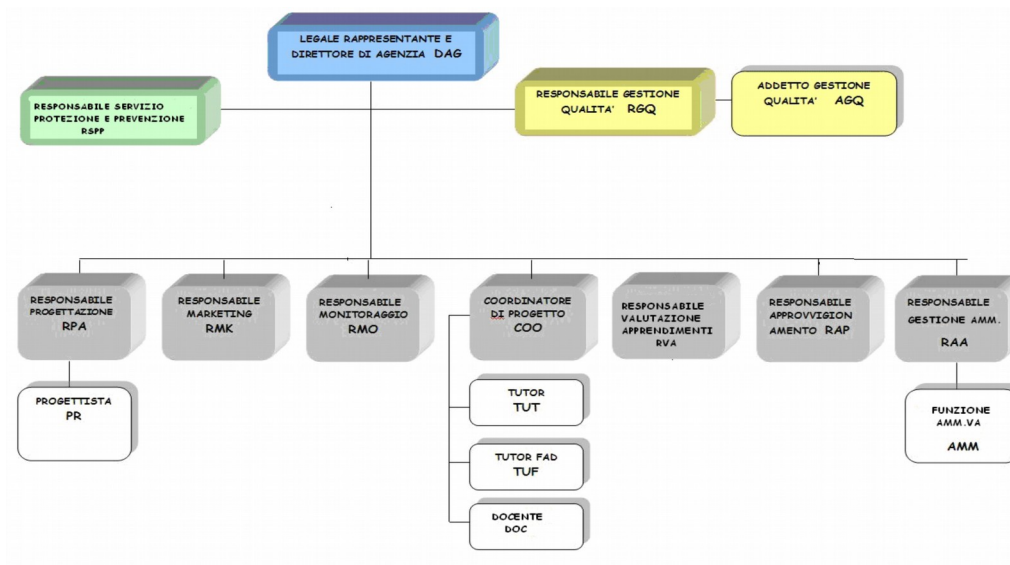 LEGALE RAPPRESENTANTE E
DIRETTORE DI AGENZIA DAG
RESPONSABILE SERVIZIO
PROTEZIONE E PREVENZIONE
RSPP
RESPONSABILE GESTIONE
QUALITA' RGQ
ADDETTO GESTIONE
QUALITA' AGQ
RESPONSABILE
PROGETTAZIONE
RPA
RESPONSABILE
MARKETING
RMK
RESPONSABILE
MONITORAGGIO
RMO
COORDINATORE
DI PROGETTO
COO
RESPONSABILE
VALUTAZIONE
APPRENDIMENTI
RVA
RESPONSABILE
APPROVVIGION
AMENTO RAP
RESPONSABILE
GESTIONE AMM.
RAA
PROGETTISTA
PR
TUTOR
TUT
TUTOR FAD
TUF
DOCENTE
DOC
FUNZIONE
AMM.VA
AMM